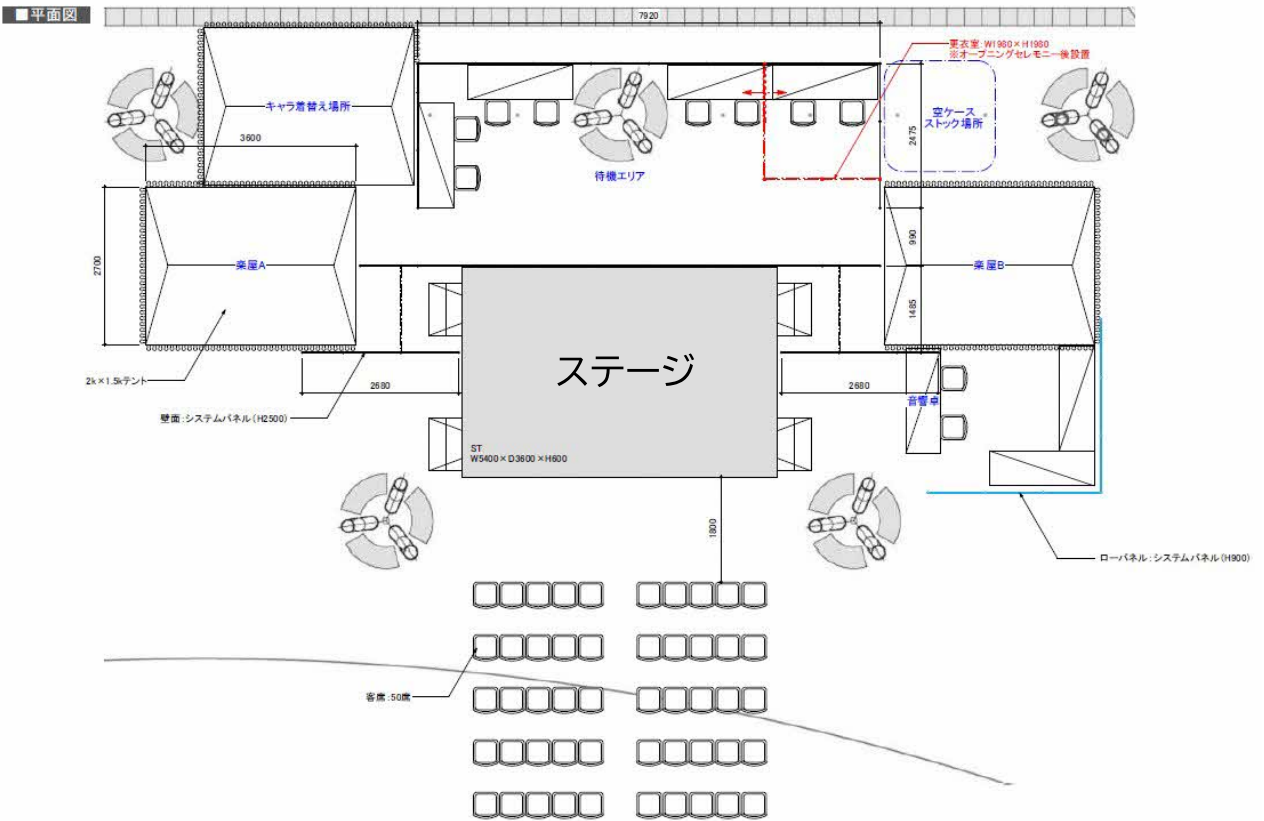 ■平面図
7920
更衣室:W1980×H1980
※オープニングセレモニー後設置
キャラ着替え場所
空ケース
ストック場所
3600
2475
待機エリア
2700
楽屋A
990
楽屋B
1485
ステージ
2k×1.5kテント
2680
2680
音響卓
壁面:システムパネル(H2500)
ST
W5400×D3600×H600
1800
ローパネル:システムパネル(H900)
客席:50席